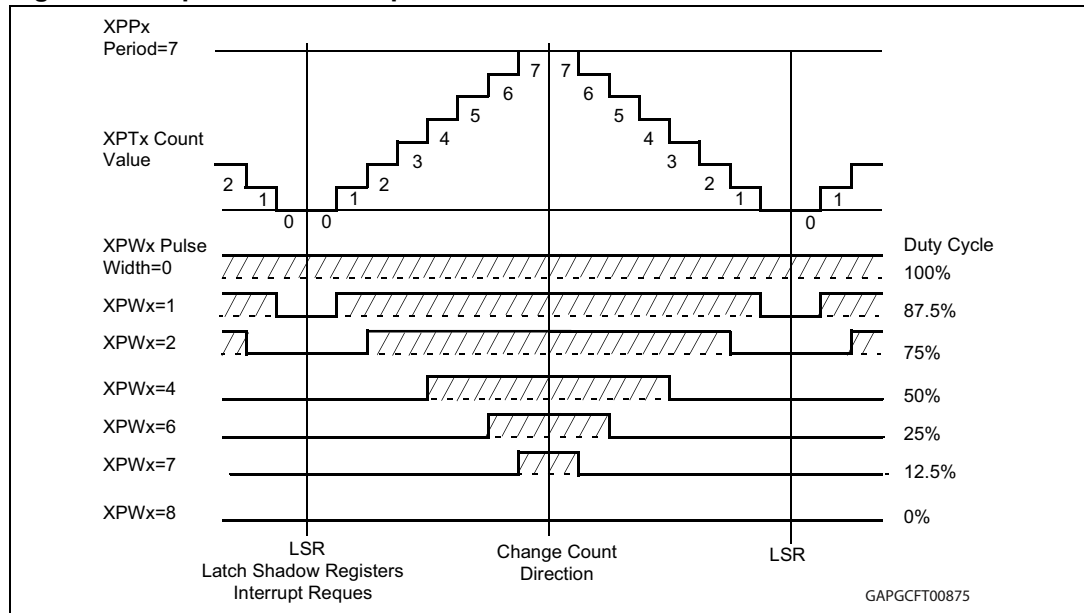 XPPx
Period=7
7 7
6 6
5 5
4 4
XPTx Count
Value
3 3
2 2 2
1 1 1 1
0 0 0
XPWx Pulse
Width=0
Duty Cycle
100%
XPWx=1 87.5%
XPWx=2 75%
XPWx=4 50%
XPWx=6 25%
XPWx=7 12.5%
XPWx=8 0%
LSR
Latch Shadow Registers
Interrupt Reques
Change Count
Direction
LSR
GAPGCFT00875